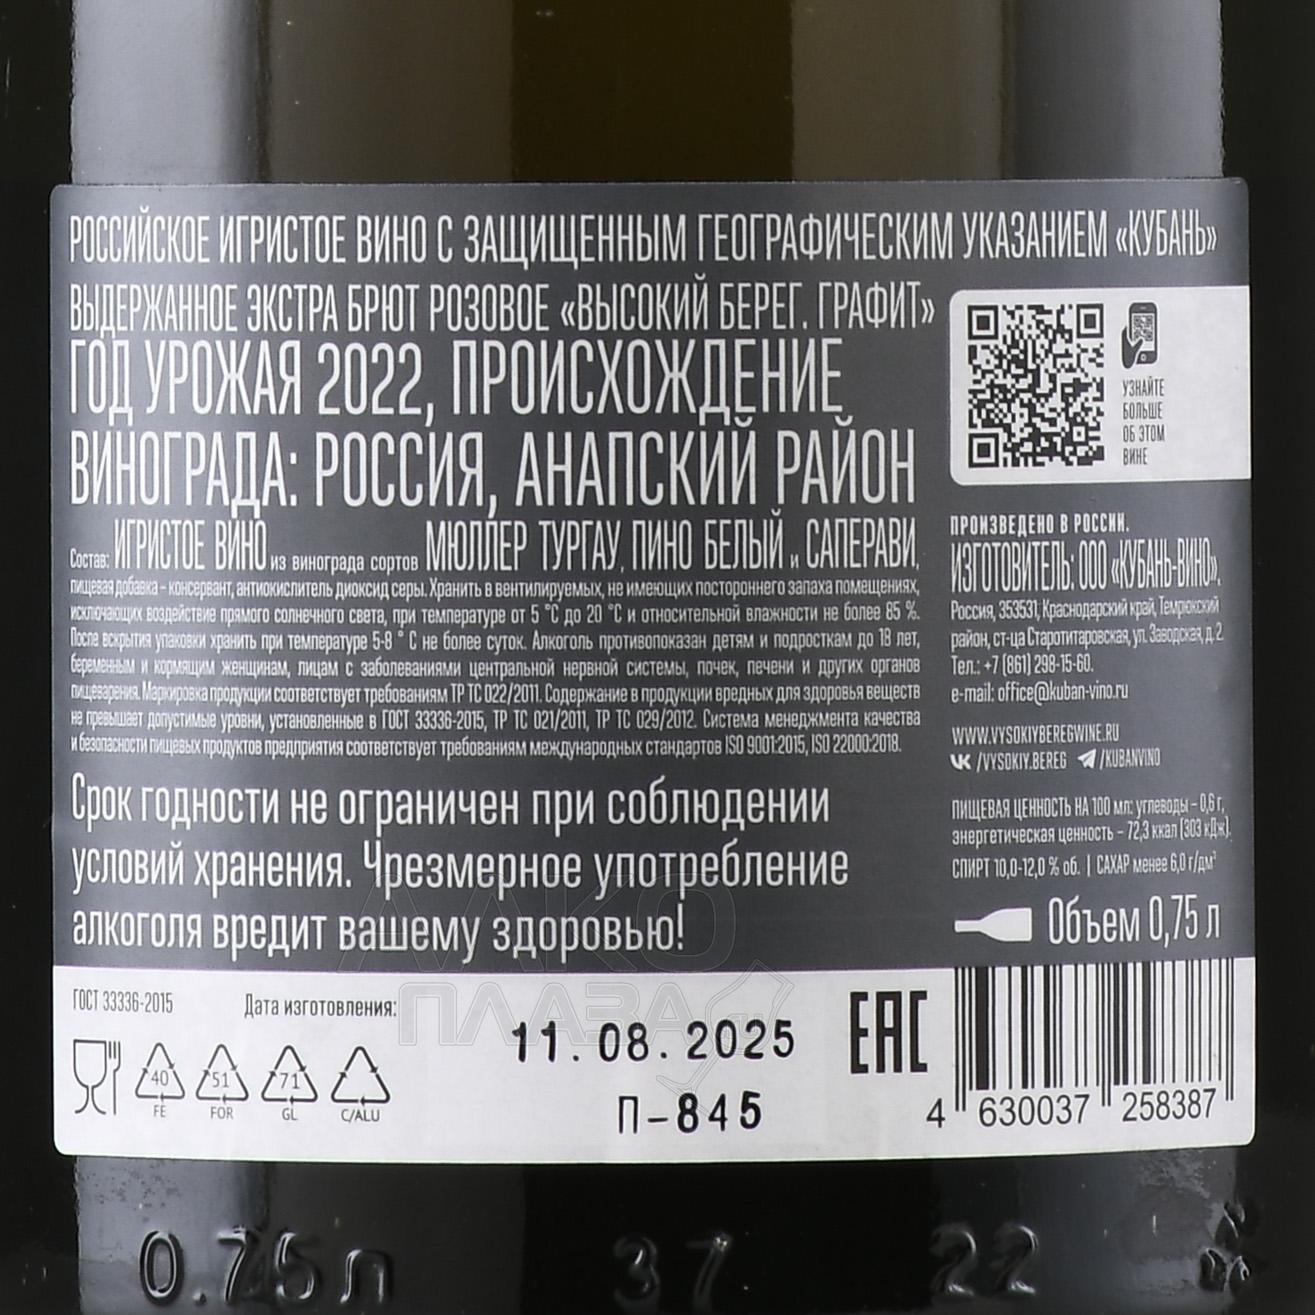 РОССИЙСКОЕ ИГРИСТОЕ ВИНО С ЗАЩИЩЕННЫМ ГЕОГРАФИЧЕСКИМ УКАЗАНИЕМ «КУБАНЬ»
ВЫДЕРЖАННОЕ ЭКСТРА БРЮТ РОЗОВОЕ «ВЫСОКИЙ БЕРЕГ. ГРАФИТ»
ГОД УРОЖАЯ 2022, ПРОИСХОЖДЕНИЕ
ВИНОГРАДА: РОССИЯ, АНАПСКИЙ РАЙОН
Состав: ИГРИСТОЕ ВИНО из винограда сортов МЮЛЛЕР ТУРГАУ, ПИНО БЕЛЫЙ и САПЕРАВИ,
пищевая добавка – консервант, антиокислитель диоксид серы. Хранить в вентилируемых, не имеющих постороннего запаха помещениях,
исключающих воздействие прямого солнечного света, при температуре от 5 °С до 20 °С и относительной влажности не более 85 %.
После вскрытия упаковки хранить при температуре 5-8 ° С не более суток. Алкоголь противопоказан детям и подросткам до 18 лет,
беременным и кормящим женщинам, лицам с заболеваниями центральной нервной системы, почек, печени и других органов
пищеварения. Маркировка продукции соответствует требованиям ТР ТС 022/2011. Содержание в продукции вредных для здоровья веществ
не превышает допустимые уровни, установленные в ГОСТ 33336-2015, ТР ТС 021/2011, ТР ТС 029/2012. Система менеджмента качества
и безопасности пищевых продуктов предприятия соответствует требованиям международных стандартов ISO 9001:2015, ISO 22000:2018.
Срок годности не ограничен при соблюдении
условий хранения. Чрезмерное употребление
алкоголя вредит вашему здоровью!
УЗНАЙТЕ
БОЛЬШЕ
ОБ ЭТОМ
ВИНЕ
ПРОИЗВЕДЕНО В РОССИИ.
ИЗГОТОВИТЕЛЬ: ООО «КУБАНЬ-ВИНО».
Россия, 353531, Краснодарский край, Темрюкский
район, ст-ца Старотитаровская, ул. Заводская, д. 2.
Тел.: +7 (861) 298-15-60.
e-mail: office@kuban-vino.ru
WWW.VYSOKIYBEREGWINE.RU
/VYSOKIY.BEREG /KUBANVINO
ПИЩЕВАЯ ЦЕННОСТЬ НА 100 мл: углеводы – 0,6 г,
энергетическая ценность – 72,3 ккал (303 кДж).
СПИРТ 10,0-12,0 % об. | САХАР менее 6,0 г/дм³
Объем 0,75 л
ГОСТ 33336-2015 Дата изготовления:
11.08.2025
П-845
40 51 71
FE FOR GL C/ALU
ЕАС
4 630037 258387
АЛКО
ПЛАЗА.ru
0.75л 37 22